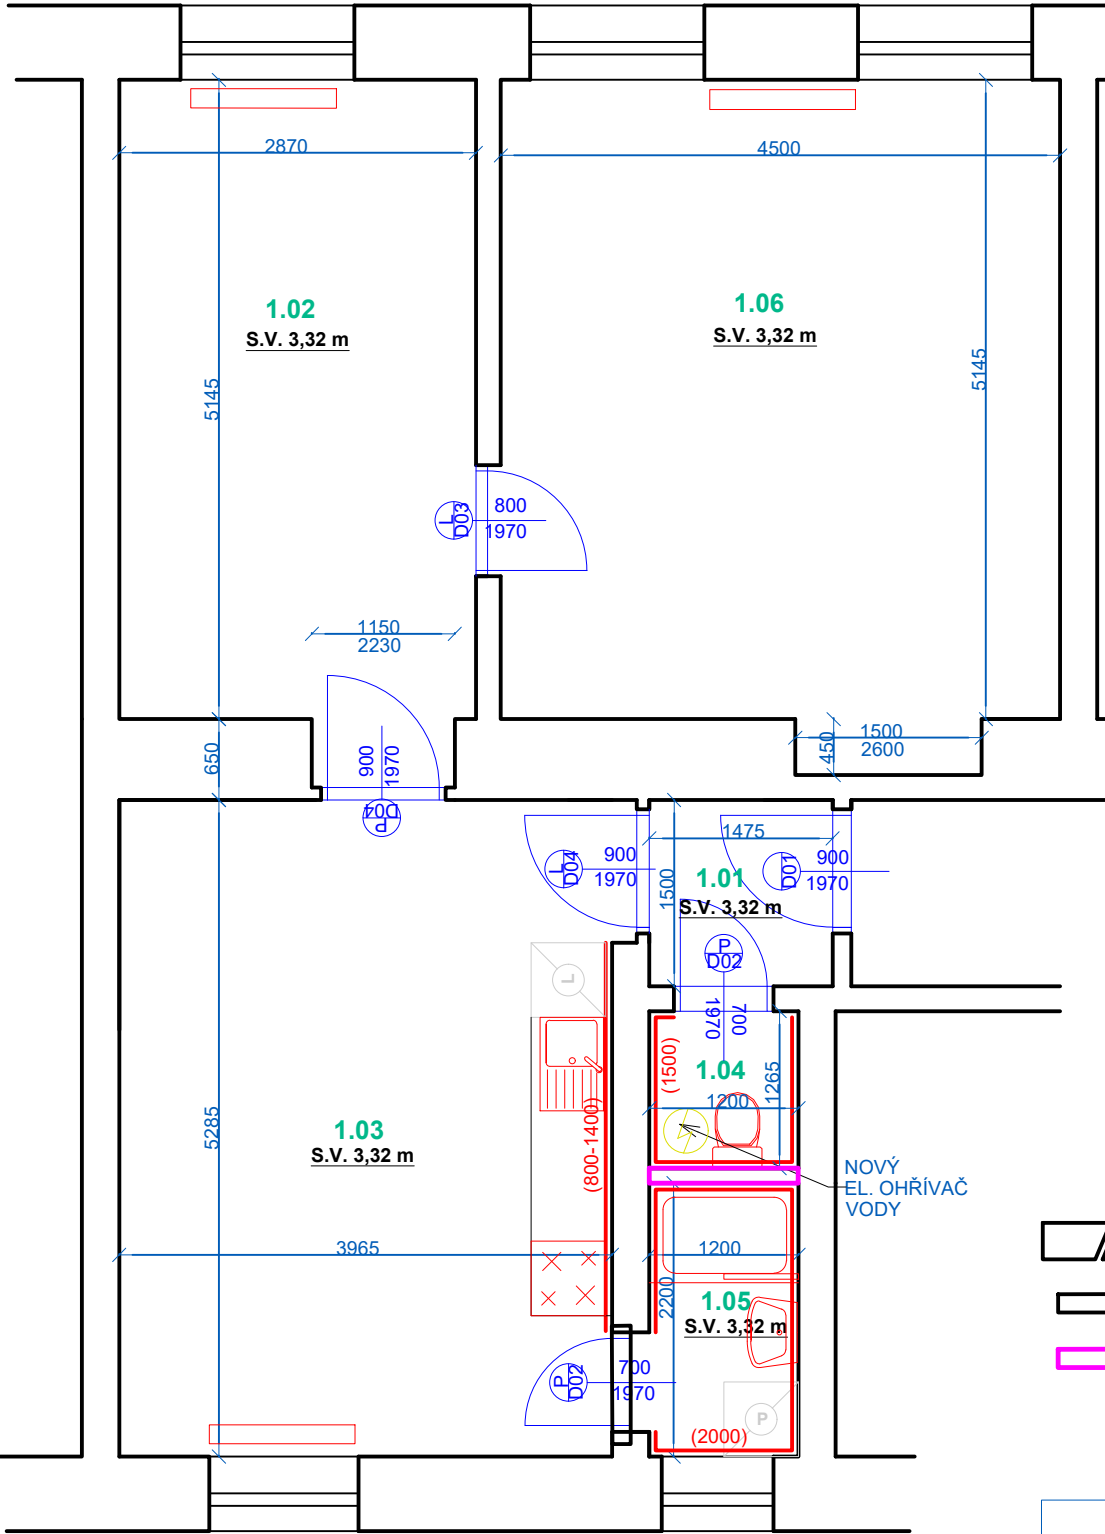 2870
4500
1.02
S.V. 3,32 m
1.06
S.V. 3,32 m
5145
5145
L
D03
800
1970
1150
2230
650
900
1970
P
D04
450
1500
2600
L
D04
900
1970
1475
1500
1.01
S.V. 3,32 m
D01
900
1970
P
D02
700
1970
L
(1500)
1.04
1265
1200
5285
1.03
S.V. 3,32 m
(800-1400)
NOVÝ
EL. OHŘÍVAČ
VODY
3965
1200
2200
1.05
S.V. 3,32 m
P
D02
700
1970
P
(2000)